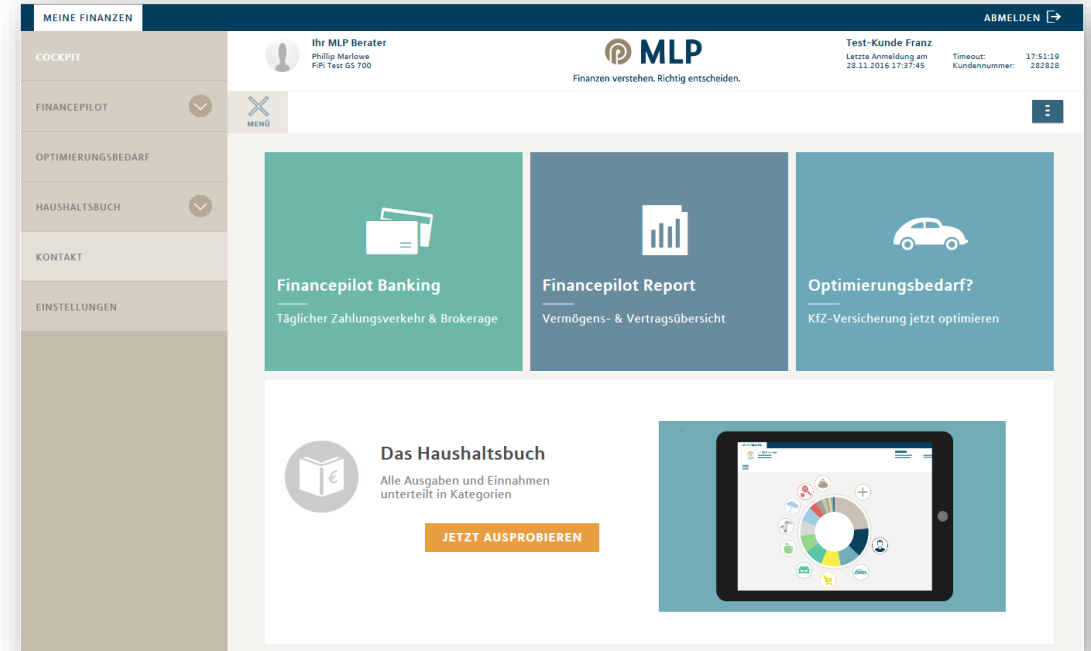 MEINE FINANZEN
ABMELDEN
COCKPIT
FINANCEPILOT
OPTIMIERUNGSBEDARF
HAUSHALTSBUCH
KONTAKT
EINSTELLUNGEN
Ihr MLP Berater
Phillip Marlowe
FiPi Test GS 700
MLP
Finanzen verstehen. Richtig entscheiden.
Test-Kunde Franz
Letzte Anmeldung am Timeout: 17:51:19
28.11.2016 17:37:45 Kundennummer: 282828
MENÜ
Financepilot Banking
Täglicher Zahlungsverkehr & Brokerage
Financepilot Report
Vermögens- & Vertragsübersicht
Optimierungsbedarf?
KfZ-Versicherung jetzt optimieren
€
Das Haushaltsbuch
Alle Ausgaben und Einnahmen
unterteilt in Kategorien
JETZT AUSPROBIEREN